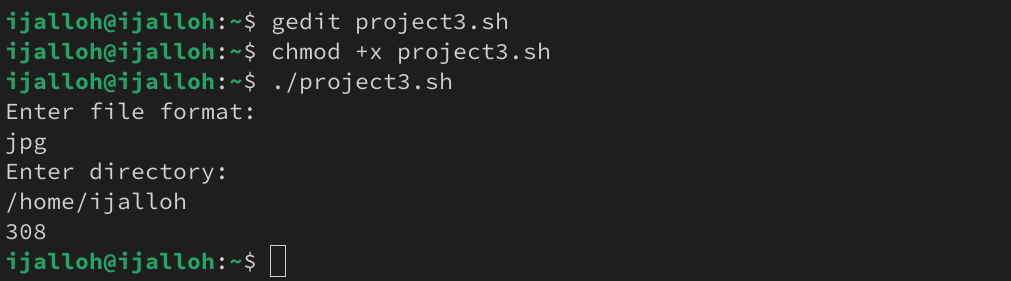 ijalloh@ijalloh:~$ gedit project3.sh
ijalloh@ijalloh:~$ chmod +x project3.sh
ijalloh@ijalloh:~$ ./project3.sh
Enter file format:
jpg
Enter directory:
/home/ijalloh
308
ijalloh@ijalloh:~$